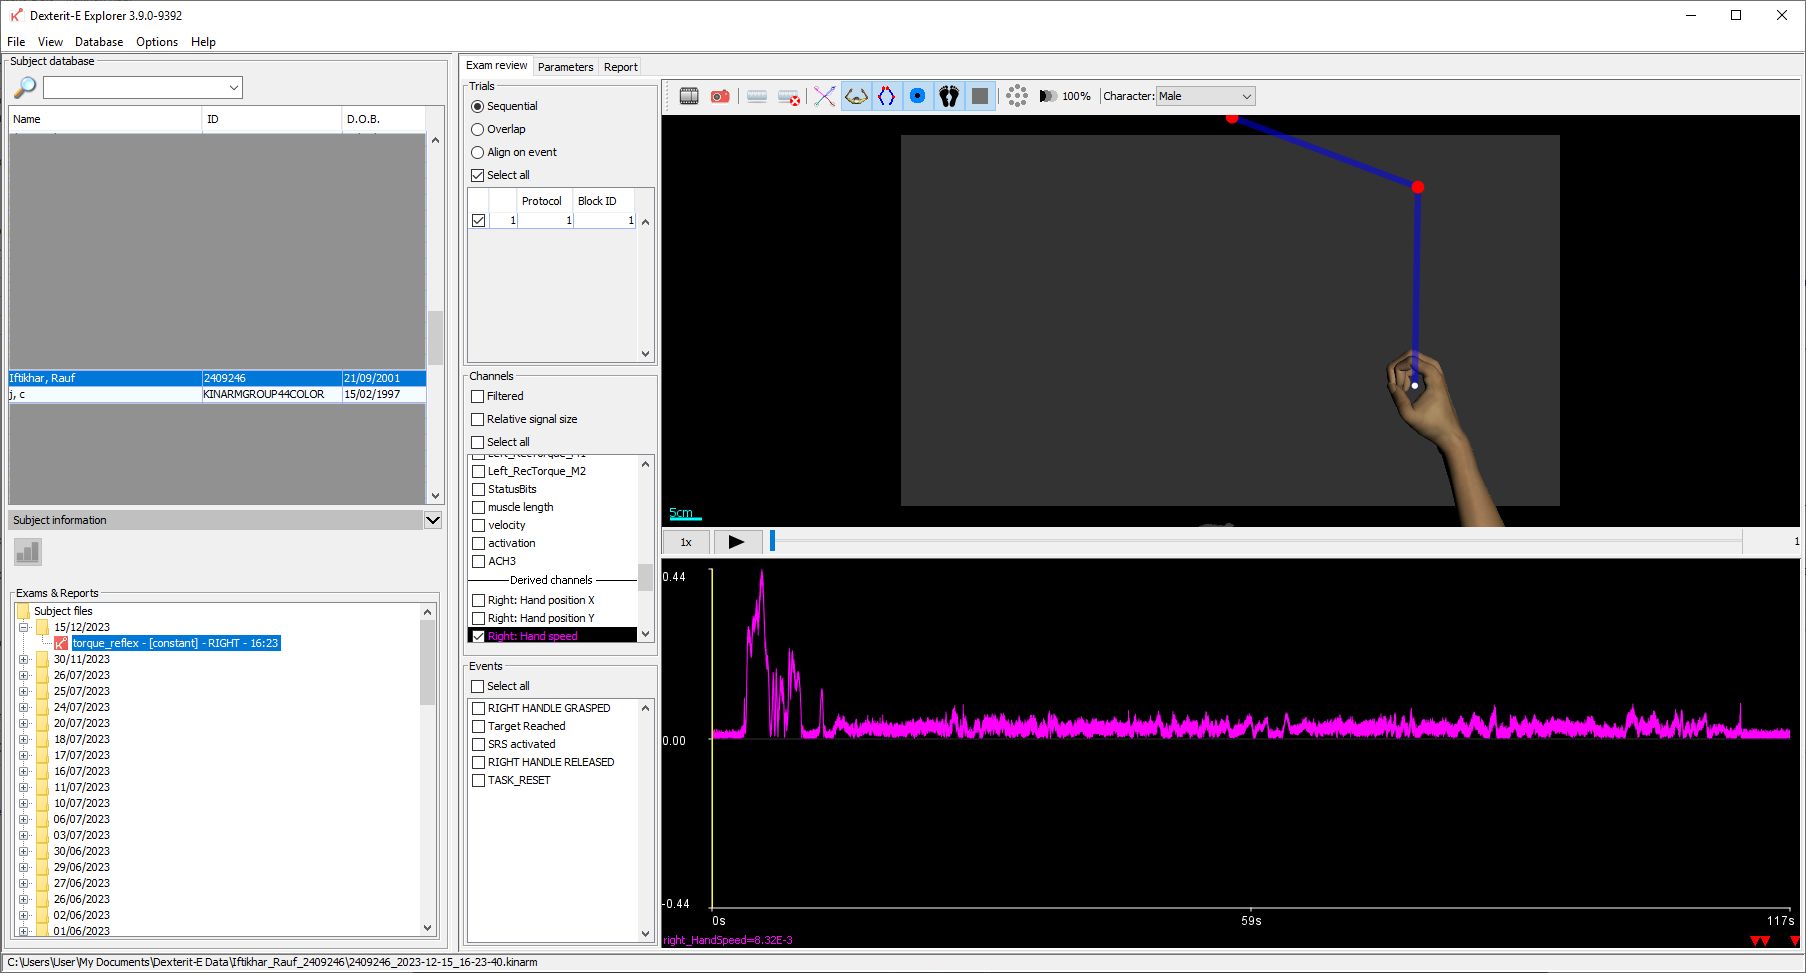 Dexterit-E Explorer 3.9.0-9392
File View Database Options Help
Subject database
Name ID D.O.B.
Iftikhar, Rauf 2409246 21/09/2001
j, c KINARMGROUP44COLOR 15/02/1997
Subject information
Exams & Reports
Subject files
15/12/2023
torque_reflex - [constant] - RIGHT - 16:23
30/11/2023
26/07/2023
25/07/2023
24/07/2023
20/07/2023
18/07/2023
17/07/2023
16/07/2023
11/07/2023
10/07/2023
06/07/2023
03/07/2023
30/06/2023
29/06/2023
27/06/2023
26/06/2023
02/06/2023
01/06/2023
Exam review Parameters Report
Trials
Sequential
Overlap
Align on event
Select all
Protocol Block ID
1 1 1
Channels
Filtered
Relative signal size
Select all
Left_RecTorque_M1
Left_RecTorque_M2
StatusBits
muscle length
velocity
activation
ACH3
Derived channels
Right: Hand position X
Right: Hand position Y
Right: Hand speed
Events
Select all
RIGHT HANDLE GRASPED
Target Reached
SRS activated
RIGHT HANDLE RELEASED
TASK_RESET
100% Character: Male
5cm
1x 1
0.44
0.00
-0.44
0s 59s 117s
right_HandSpeed=8.32E-3
C:\Users\User\My Documents\Dexterit-E Data\Iftikhar_Rauf_2409246\2409246_2023-12-15_16-23-40.kinarm